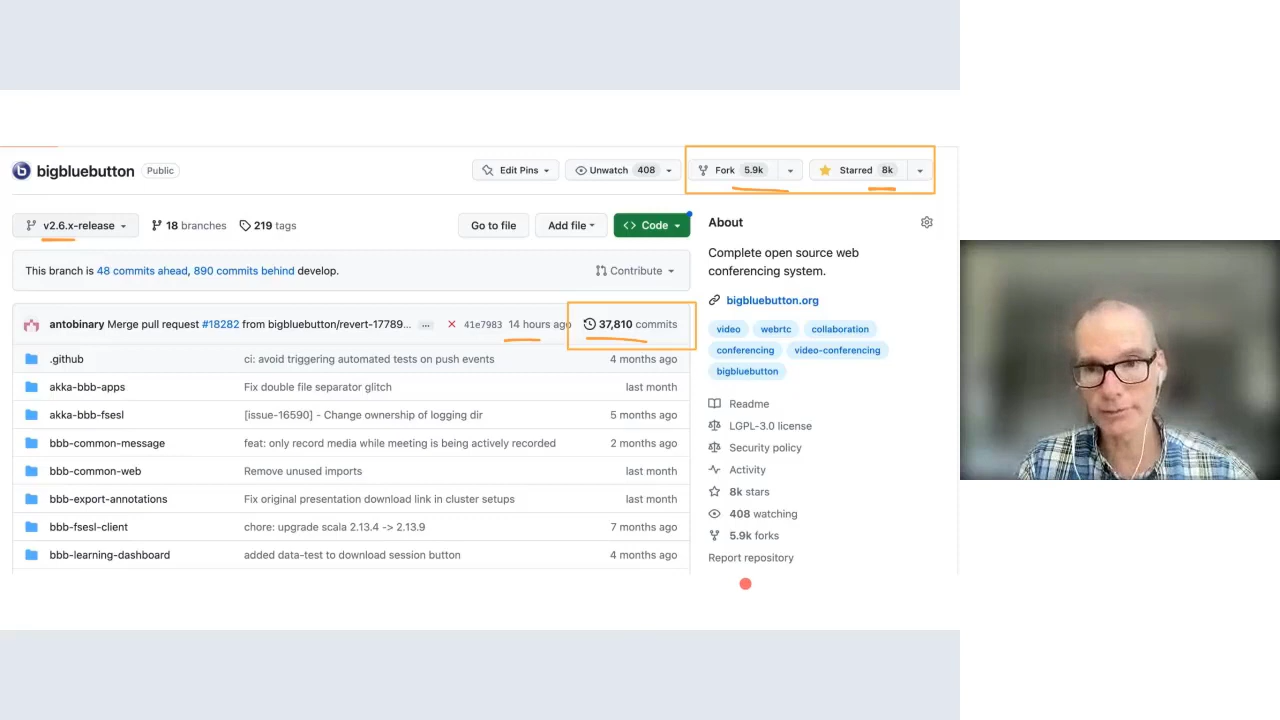 bigbluebutton Public Edit Pins Unwatch 408 Fork 5.9k Starred 8k
v2.6.x-release 18 branches 219 tags Go to file Add file Code
This branch is 48 commits ahead, 890 commits behind develop. Contribute
antobinary Merge pull request #18282 from bigbluebutton/revert-17789... ... 41e7983 14 hours ago 37,810 commits
.github ci: avoid triggering automated tests on push events 4 months ago
akka-bbb-apps Fix double file separator glitch last month
akka-bbb-fsesl [issue-16590] - Change ownership of logging dir 5 months ago
bbb-common-message feat: only record media while meeting is being actively recorded 2 months ago
bbb-common-web Remove unused imports last month
bbb-export-annotations Fix original presentation download link in cluster setups last month
bbb-fsesl-client chore: upgrade scala 2.13.4 -> 2.13.9 7 months ago
bbb-learning-dashboard added data-test to download session button 4 months ago
About
Complete open source web
conferencing system.
bigbluebutton.org
video webrtc collaboration
conferencing video-conferencing
bigbluebutton
Readme
LGPL-3.0 license
Security policy
Activity
8k stars
408 watching
5.9k forks
Report repository